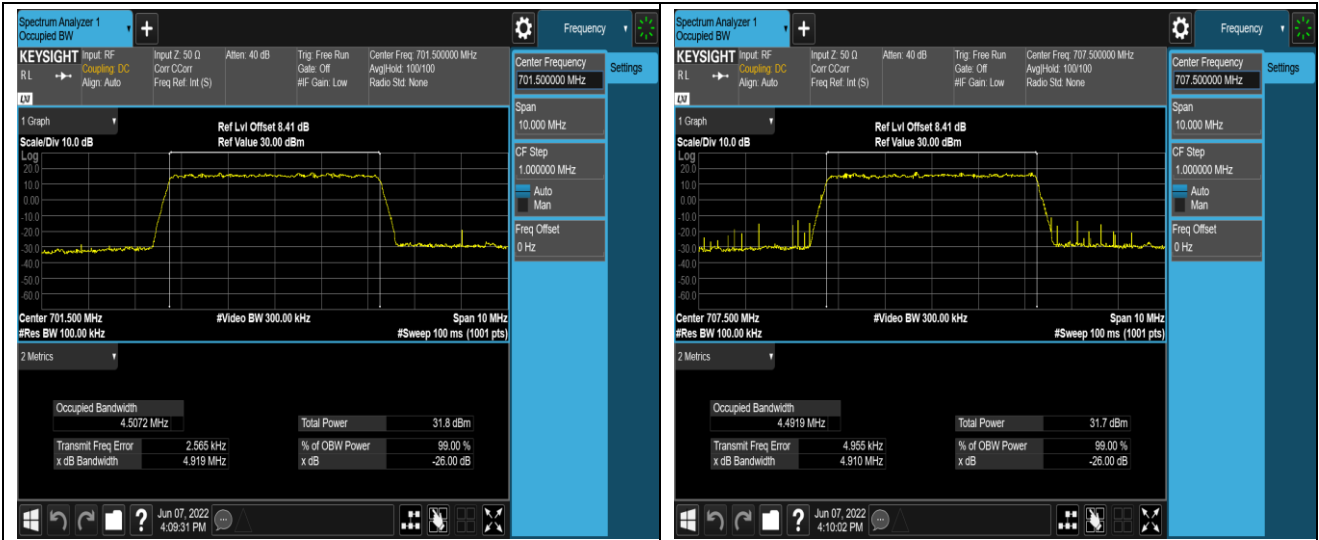 Spectrum Analyzer 1
Occupied BW
Frequency
KEYSIGHT Input: RF Input Z: 50 Ω Atten: 40 dB Trig: Free Run Center Freq: 701.500000 MHz
Coupling: DC Corr CCorr Gate: Off Avg|Hold: 100/100
RL Align: Auto Freq Ref: Int (S) #IF Gain: Low Radio Std: None
LXI
Center Frequency
701.500000 MHz
Settings
Span
10.000 MHz
CF Step
1.000000 MHz
Auto
Man
Freq Offset
0 Hz
1 Graph
Ref Lvl Offset 8.41 dB
Scale/Div 10.0 dB Ref Value 30.00 dBm
Log
20.0
10.0
0.00
-10.0
-20.0
-30.0
-40.0
-50.0
-60.0
Center 701.500 MHz #Video BW 300.00 kHz Span 10 MHz
#Res BW 100.00 kHz #Sweep 100 ms (1001 pts)
2 Metrics
Occupied Bandwidth
4.5072 MHz Total Power 31.8 dBm
Transmit Freq Error 2.565 kHz % of OBW Power 99.00 %
x dB Bandwidth 4.919 MHz x dB -26.00 dB
?
Jun 07, 2022
4:09:31 PM
Spectrum Analyzer 1
Occupied BW
Frequency
KEYSIGHT Input: RF Input Z: 50 Ω Atten: 40 dB Trig: Free Run Center Freq: 707.500000 MHz
Coupling: DC Corr CCorr Gate: Off Avg|Hold: 100/100
RL Align: Auto Freq Ref: Int (S) #IF Gain: Low Radio Std: None
LXI
Center Frequency
707.500000 MHz
Settings
Span
10.000 MHz
CF Step
1.000000 MHz
Auto
Man
Freq Offset
0 Hz
1 Graph
Ref Lvl Offset 8.41 dB
Scale/Div 10.0 dB Ref Value 30.00 dBm
Log
20.0
10.0
0.00
-10.0
-20.0
-30.0
-40.0
-50.0
-60.0
Center 707.500 MHz #Video BW 300.00 kHz Span 10 MHz
#Res BW 100.00 kHz #Sweep 100 ms (1001 pts)
2 Metrics
Occupied Bandwidth
4.4919 MHz Total Power 31.7 dBm
Transmit Freq Error 4.955 kHz % of OBW Power 99.00 %
x dB Bandwidth 4.910 MHz x dB -26.00 dB
?
Jun 07, 2022
4:10:02 PM